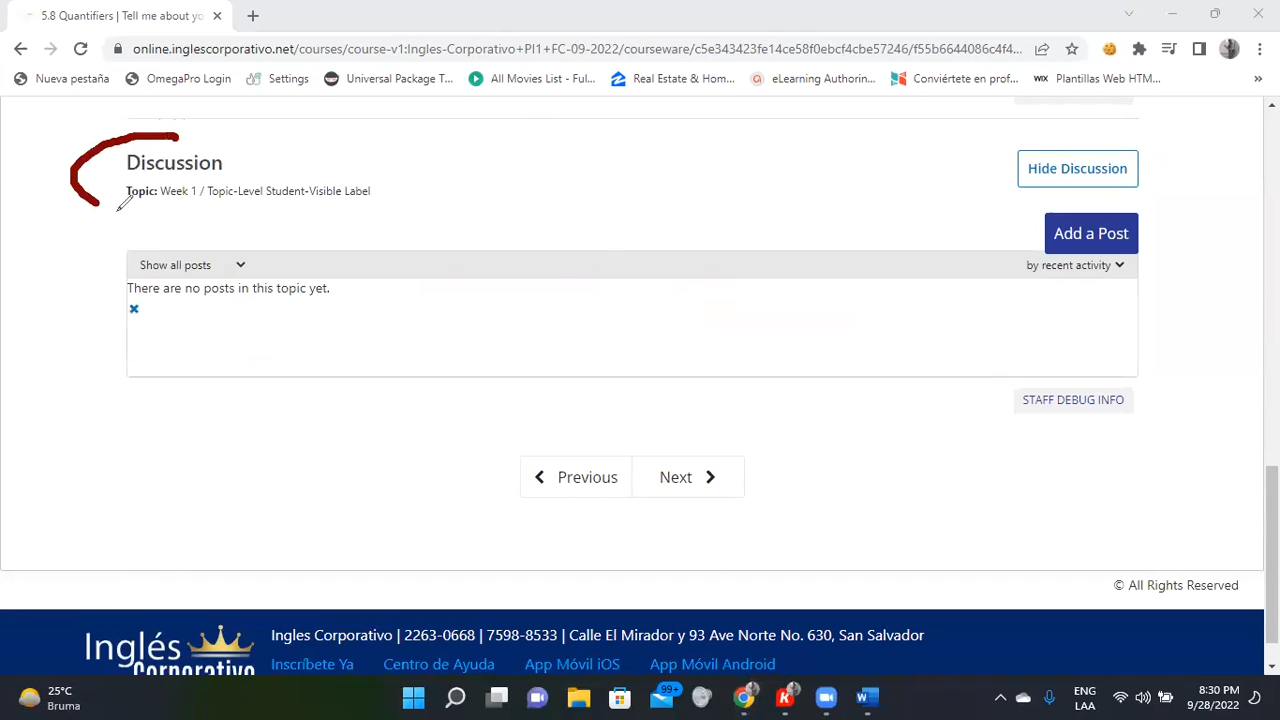 5.8 Quantifiers | Tell me about yo
online.inglescorporativo.net/courses/course-v1:Ingles-Corporativo+PI1+FC-09-2022/courseware/c5e343423fe14ce58f0ebcf4cbe57246/f55b6644086c4f4...
Nueva pestaña OmegaPro Login Settings Universal Package T... All Movies List - Ful... Real Estate & Hom... eLearning Authorin... Conviértete en prof... WIX Plantillas Web HTM... »
Discussion
Hide Discussion
Topic: Week 1 / Topic-Level Student-Visible Label
Add a Post
Show all posts by recent activity
There are no posts in this topic yet.
STAFF DEBUG INFO
Previous Next
© All Rights Reserved
Inglés Corporativo
Ingles Corporativo | 2263-0668 | 7598-8533 | Calle El Mirador y 93 Ave Norte No. 630, San Salvador
Inscríbete Ya Centro de Ayuda App Móvil iOS App Móvil Android
25°C
Bruma
99+
ENG
LAA
8:30 PM
9/28/2022